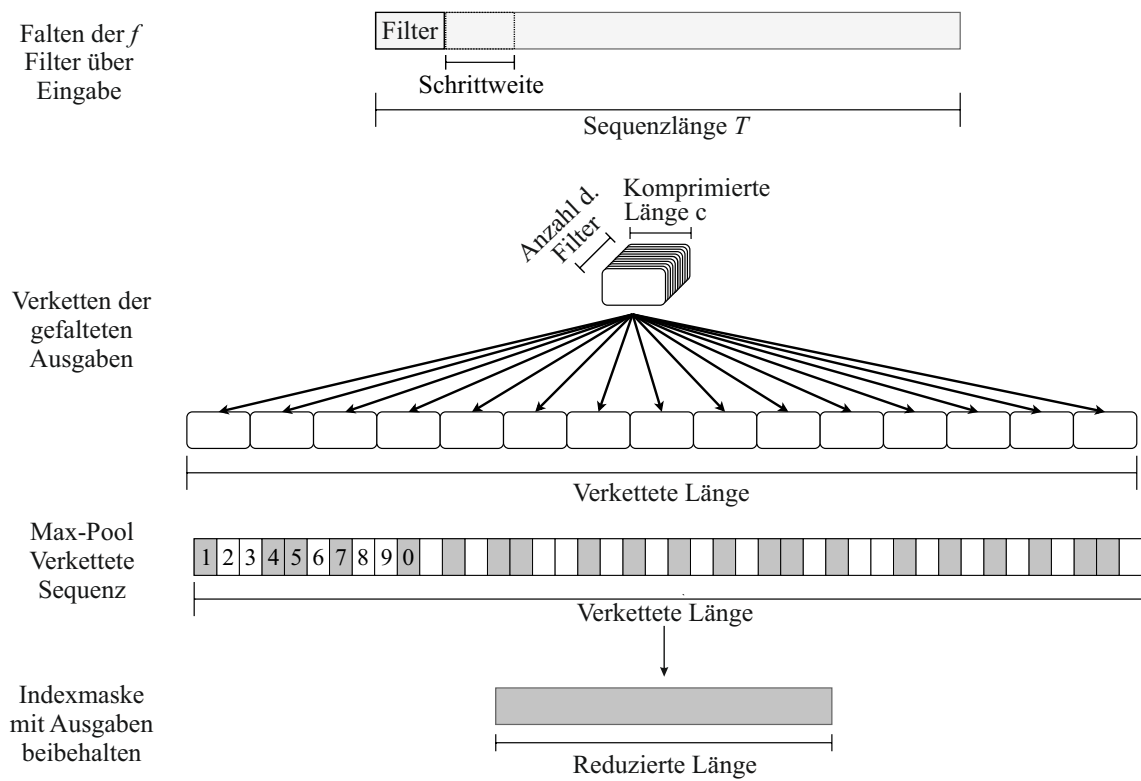 Falten der f
Filter über
Eingabe
Filter
Schrittweite
Sequenzlänge T
Anzahl d.
Filter
Komprimierte
Länge c
Verketten der
gefalteten
Ausgaben
Verkettete Länge
Max-Pool
Verkettete
Sequenz
1 2 3 4 5 6 7 8 9 0
Verkettete Länge
Indexmaske
mit Ausgaben
beibehalten
Reduzierte Länge